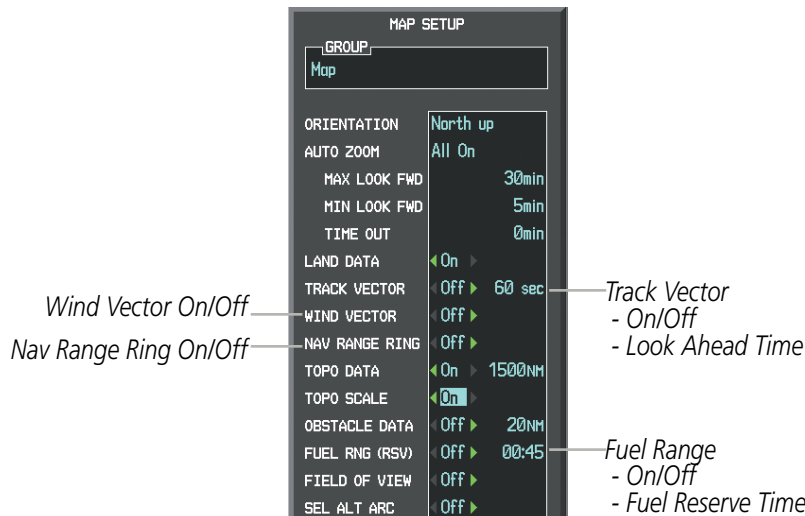 MAP SETUP
GROUP
Map
ORIENTATION North up
AUTO ZOOM All On
MAX LOOK FWD 30min
MIN LOOK FWD 5min
TIME OUT 0min
LAND DATA On
TRACK VECTOR Off 60 sec
WIND VECTOR Off
NAV RANGE RING Off
TOPO DATA On 1500NM
TOPO SCALE On
OBSTACLE DATA Off 20NM
FUEL RNG (RSV) Off 00:45
FIELD OF VIEW Off
SEL ALT ARC Off
Wind Vector On/Off
Nav Range Ring On/Off
Track Vector
- On/Off
- Look Ahead Time
Fuel Range
- On/Off
- Fuel Reserve Time